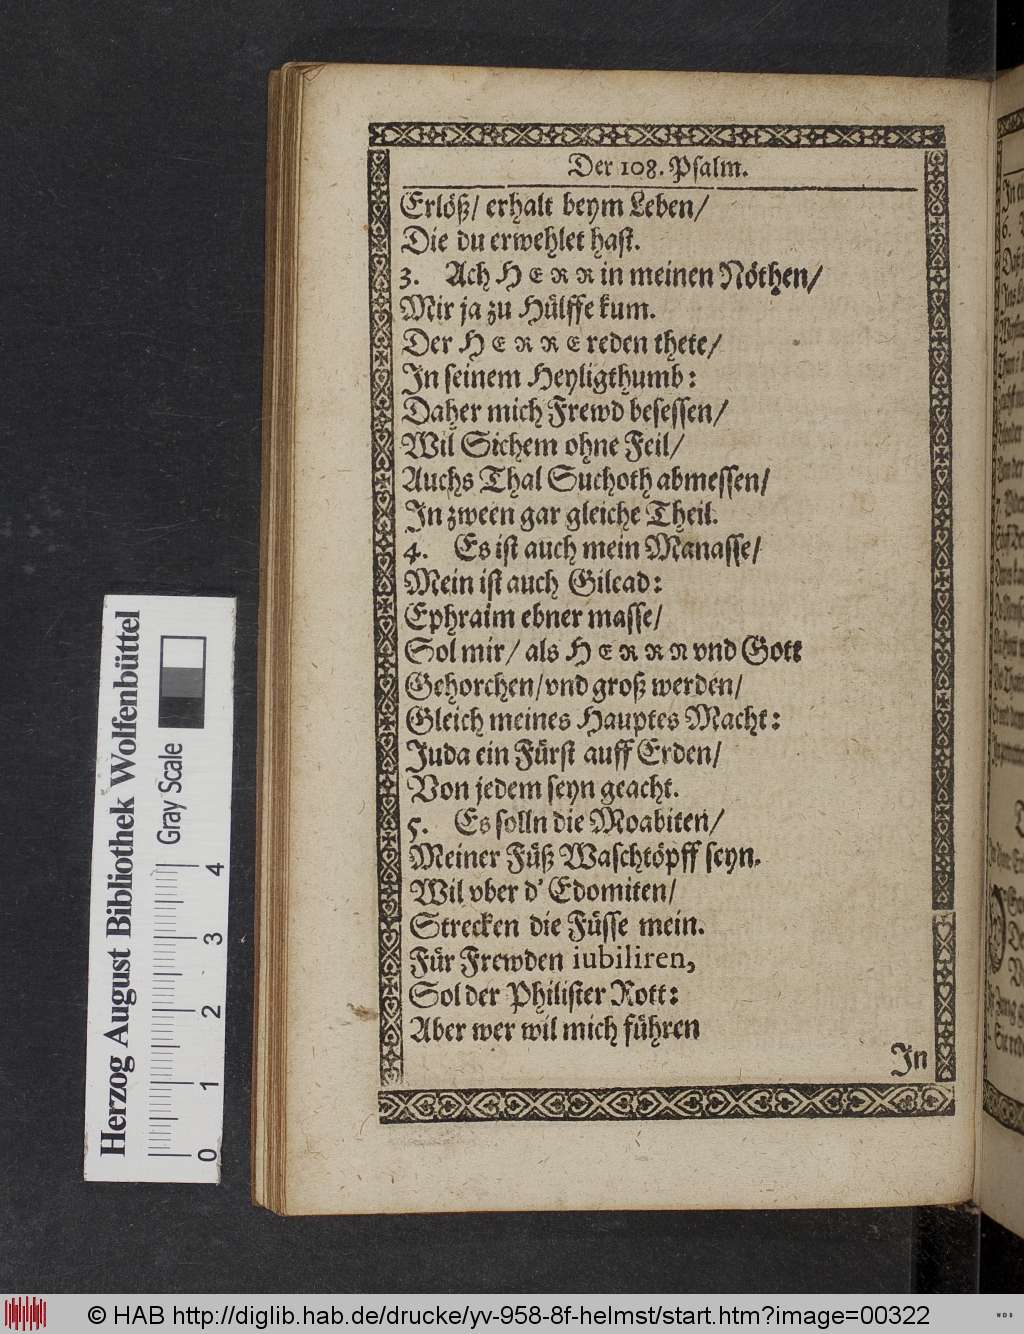 Der 108. Psalm.
Erlöß/ erhalt beym Leben/
Die du erwehlet hast.
3. Ach HERR in meinen Nöthen/
Mir ja zu Hülffe kum.
Der HERRE reden thete/
In seinem Heyligthumb:
Daher mich Frewd besessen/
Wil Sichem ohne Feil/
Auchs Thal Suchoth abmessen/
In zween gar gleiche Theil.
4. Es ist auch mein Manasse/
Mein ist auch Gilead:
Ephraim ebner masse/
Sol mir/ als HERRN vnd Gott
Gehorchen/ vnd groß werden/
Gleich meines Hauptes Macht:
Juda ein Fürst auff Erden/
Von jedem seyn geacht.
5. Es solln die Moabiten/
Meiner Füß Waschtöpff seyn.
Wil vber d' Edomiten/
Strecken die Füsse mein.
Für Frewden iubiliren,
Sol der Philister Rott:
Aber wer wil mich führen
In
Herzog August Bibliothek Wolfenbüttel
Gray Scale
0 1 2 3 4
© HAB http://diglib.hab.de/drucke/yv-958-8f-helmst/start.htm?image=00322